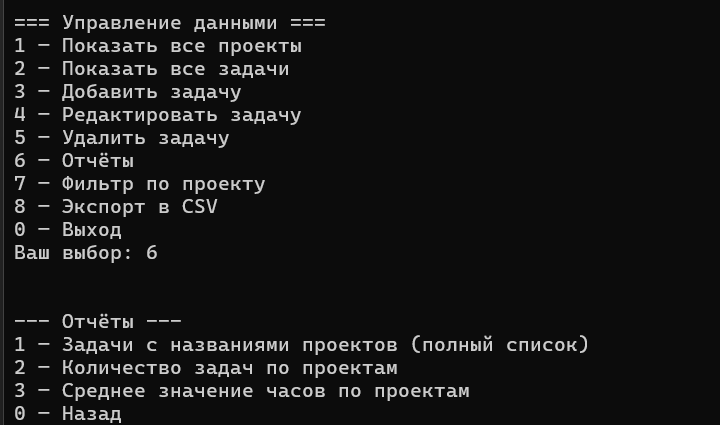 === Управление данными ===
1 — Показать все проекты
2 — Показать все задачи
3 — Добавить задачу
4 — Редактировать задачу
5 — Удалить задачу
6 — Отчёты
7 — Фильтр по проекту
8 — Экспорт в CSV
0 — Выход
Ваш выбор: 6
--- Отчёты ---
1 — Задачи с названиями проектов (полный список)
2 — Количество задач по проектам
3 — Среднее значение часов по проектам
0 — Назад